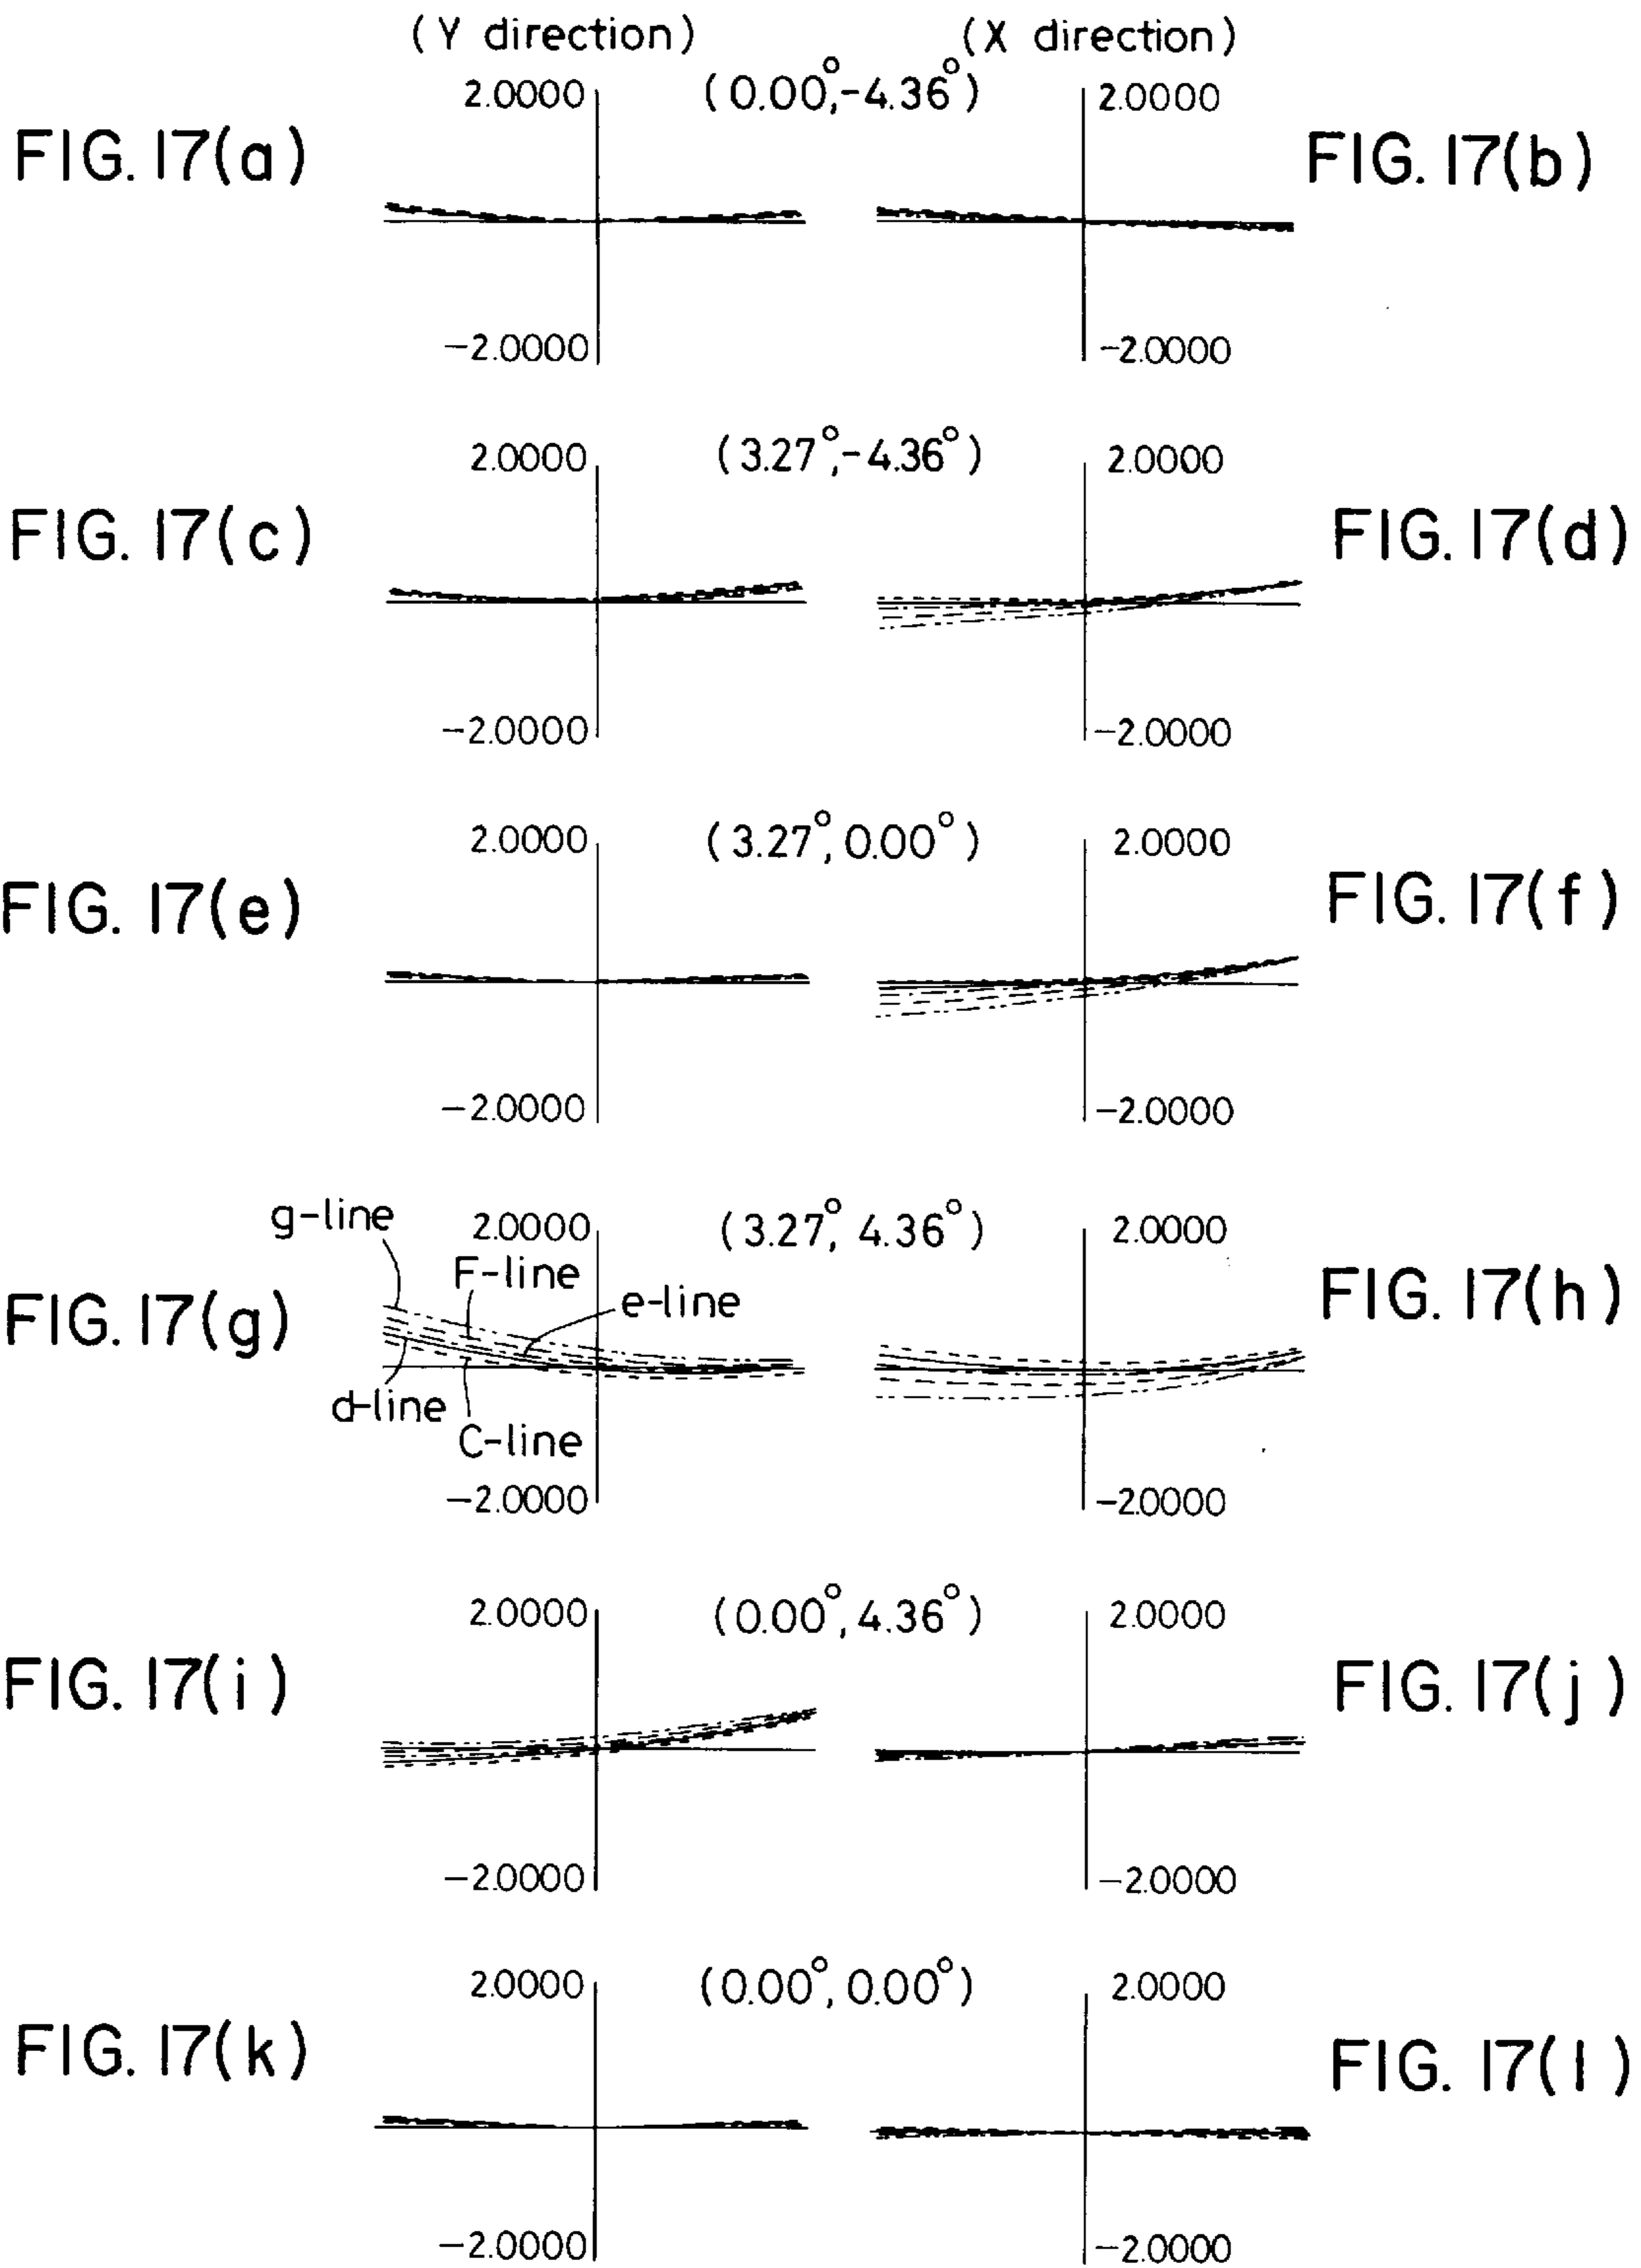 (Y direction) (X direction)
2.0000 (0.00°,-4.36°) 2.0000
FIG. 17(a) FIG. 17(b)
-2.0000 -2.0000
2.0000 (3.27°,-4.36°) 2.0000
FIG. 17(c) FIG. 17(d)
-2.0000 -2.0000
2.0000 (3.27°, 0.00°) 2.0000
FIG. 17(e) FIG. 17(f)
-2.0000 -2.0000
g-line 2.0000 (3.27°, 4.36°) 2.0000
F-line
e-line
FIG. 17(g) FIG. 17(h)
d-line
C-line
-2.0000 -2.0000
2.0000 (0.00°, 4.36°) 2.0000
FIG. 17(i) FIG. 17(j)
-2.0000 -2.0000
2.0000 (0.00°, 0.00°) 2.0000
FIG. 17(k) FIG. 17(l)
-2.0000 -2.0000